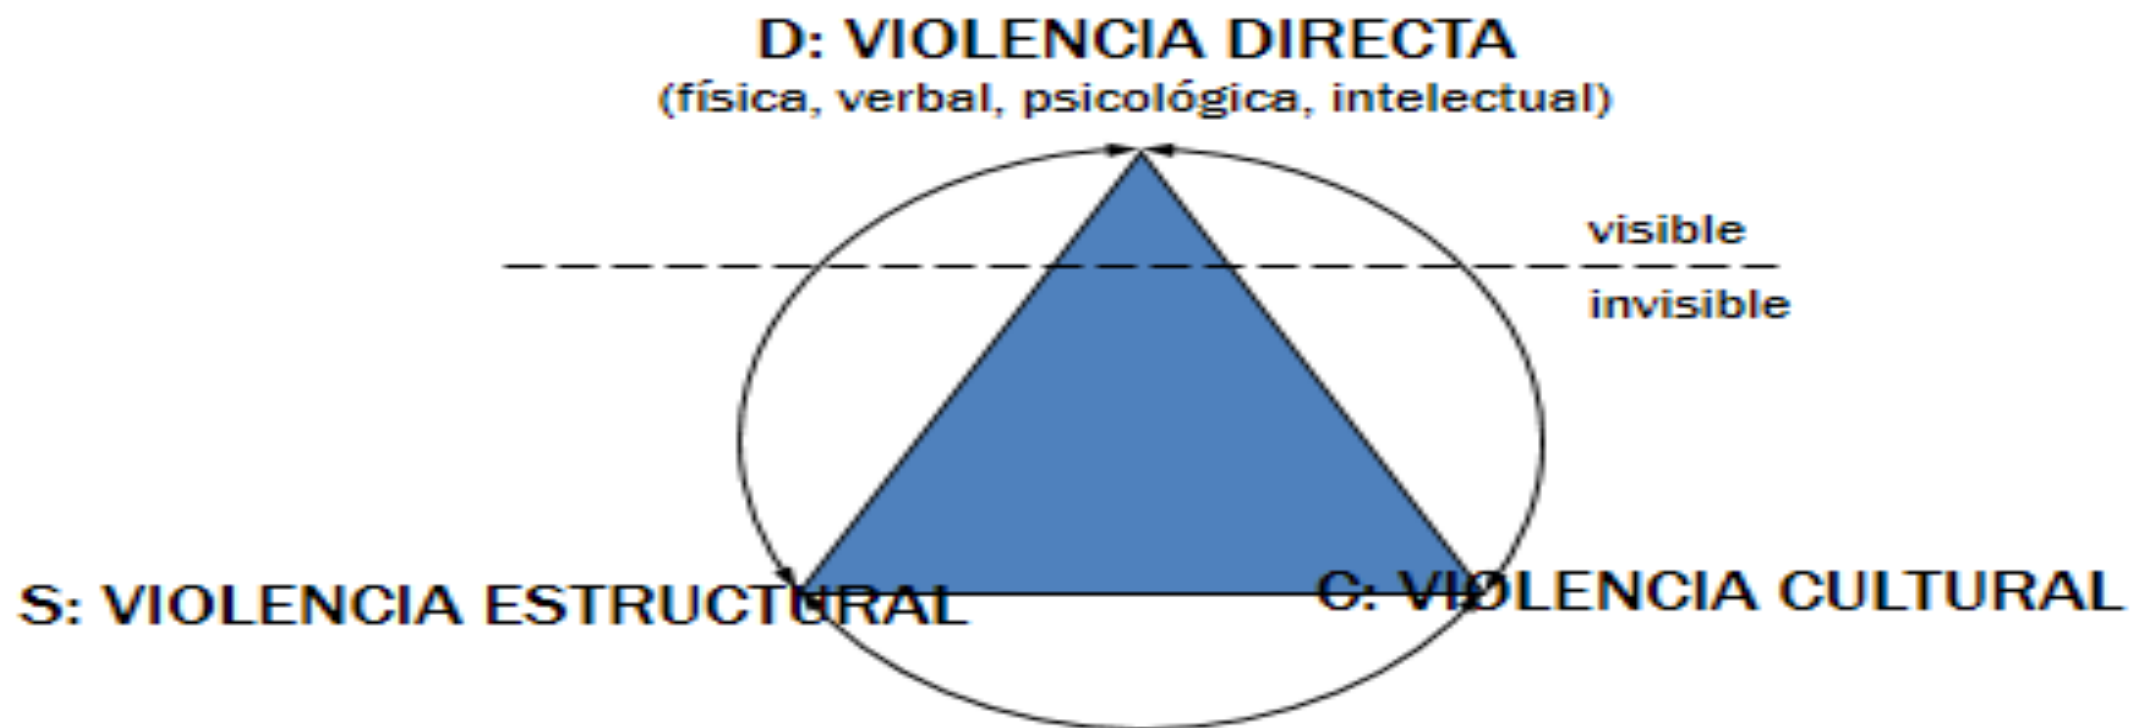 D: VIOLENCIA DIRECTA
(física, verbal, psicológica, intelectual)
visible
invisible
S: VIOLENCIA ESTRUCTURAL
C: VIOLENCIA CULTURAL